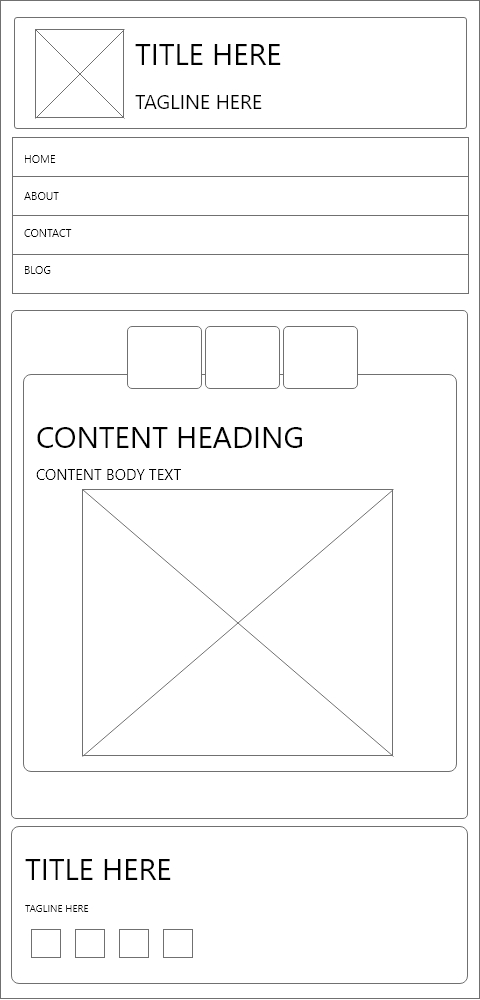 TITLE HERE
TAGLINE HERE
HOME
ABOUT
CONTACT
BLOG
CONTENT HEADING
CONTENT BODY TEXT
TITLE HERE
TAGLINE HERE